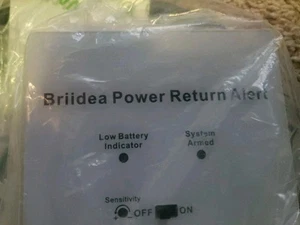 Briidea Power Return Alert
Low Battery
Indicator
System
Armed
Sensitivity
OFF ON